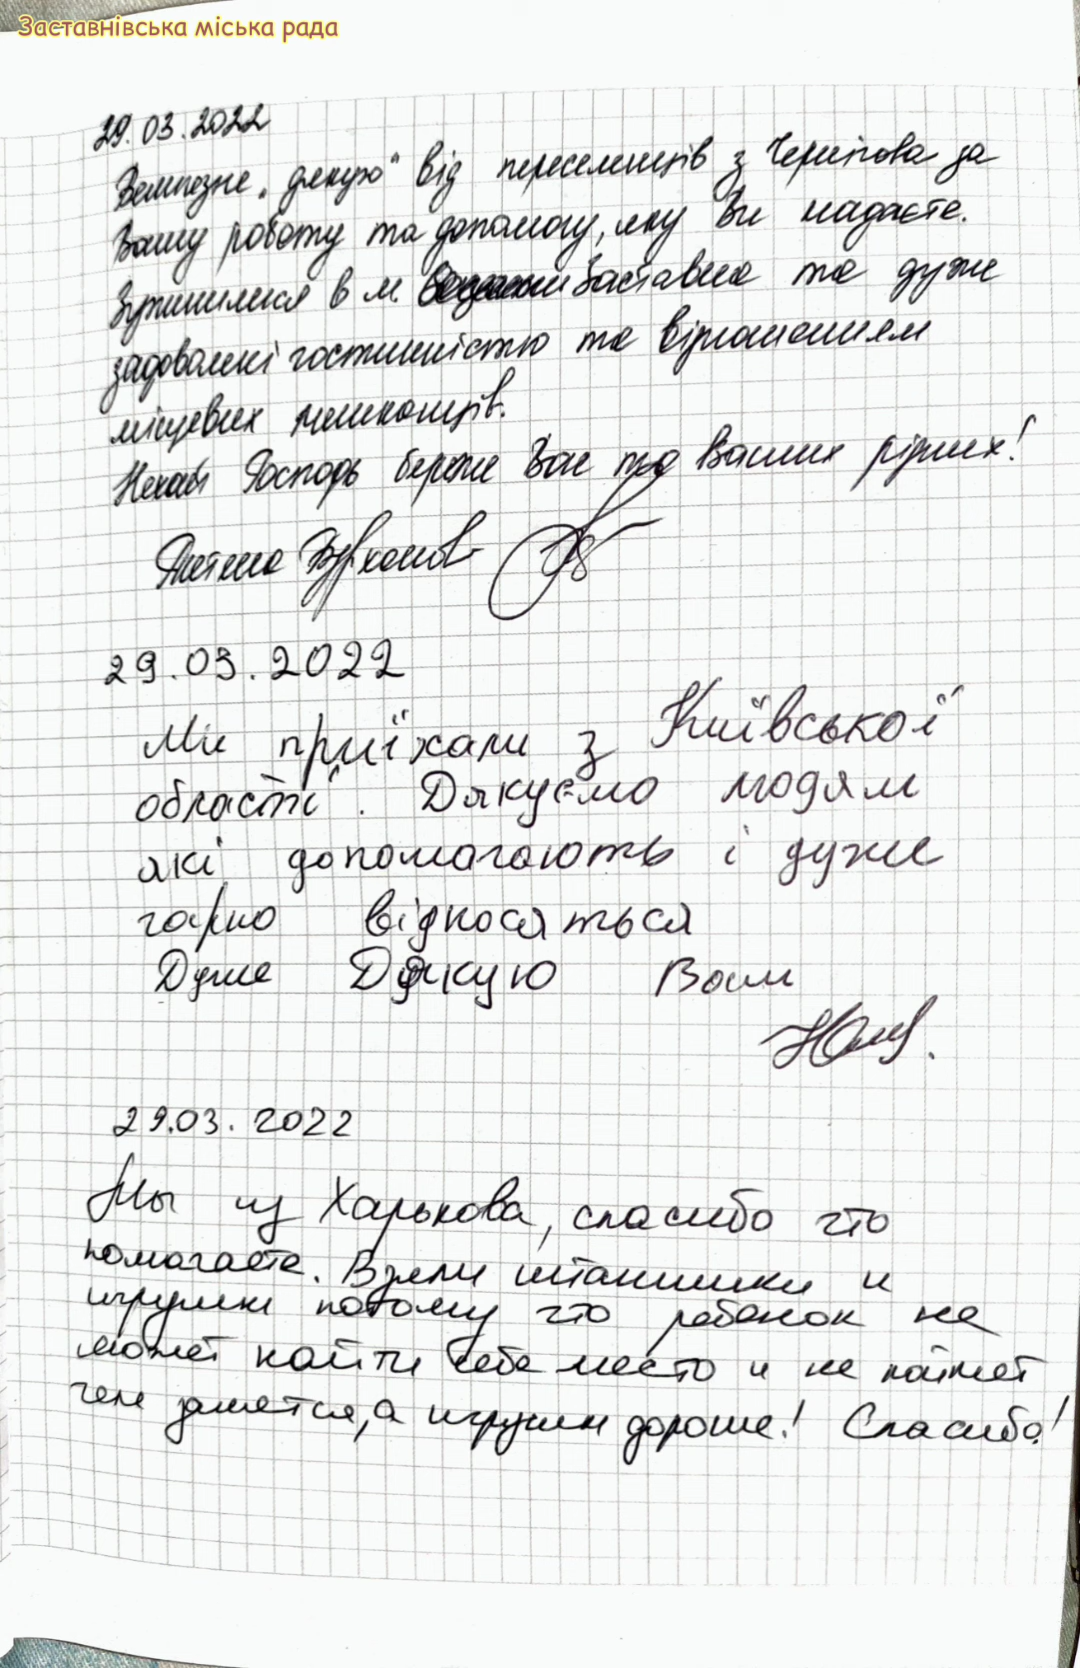 Заставнівська міська рада
29.03.2022
Величезне „дякую“ від переселенців з Чернігова за
Вашу роботу та допомогу, яку Ви надаєте.
Зупинилися в м. Заставна та дуже
задоволені гостинністю та відношенням
місцевих мешканців.
Нехай Господь береже Вас та Ваших рідних!
29.03.2022
Ми приїхали з Київської
області. Дякуємо людям
які допомагають і дуже
гарно відносяться
Дуже Дякую Вам
29.03.2022
Мы из Харькова, спасибо что
помогаете. Взяли штанишки и
игрушки потому что ребенок не
может найти себе место и не поймет
чем заняться, а игрушки дороше! Спасибо!